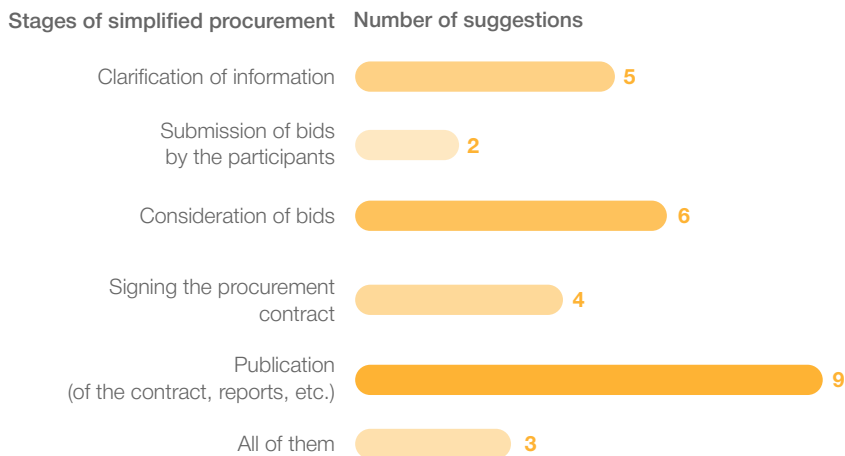 Stages of simplified procurement Number of suggestions
Clarification of information 5
Submission of bids
by the participants 2
Consideration of bids 6
Signing the procurement
contract 4
Publication
(of the contract, reports, etc.) 9
All of them 3